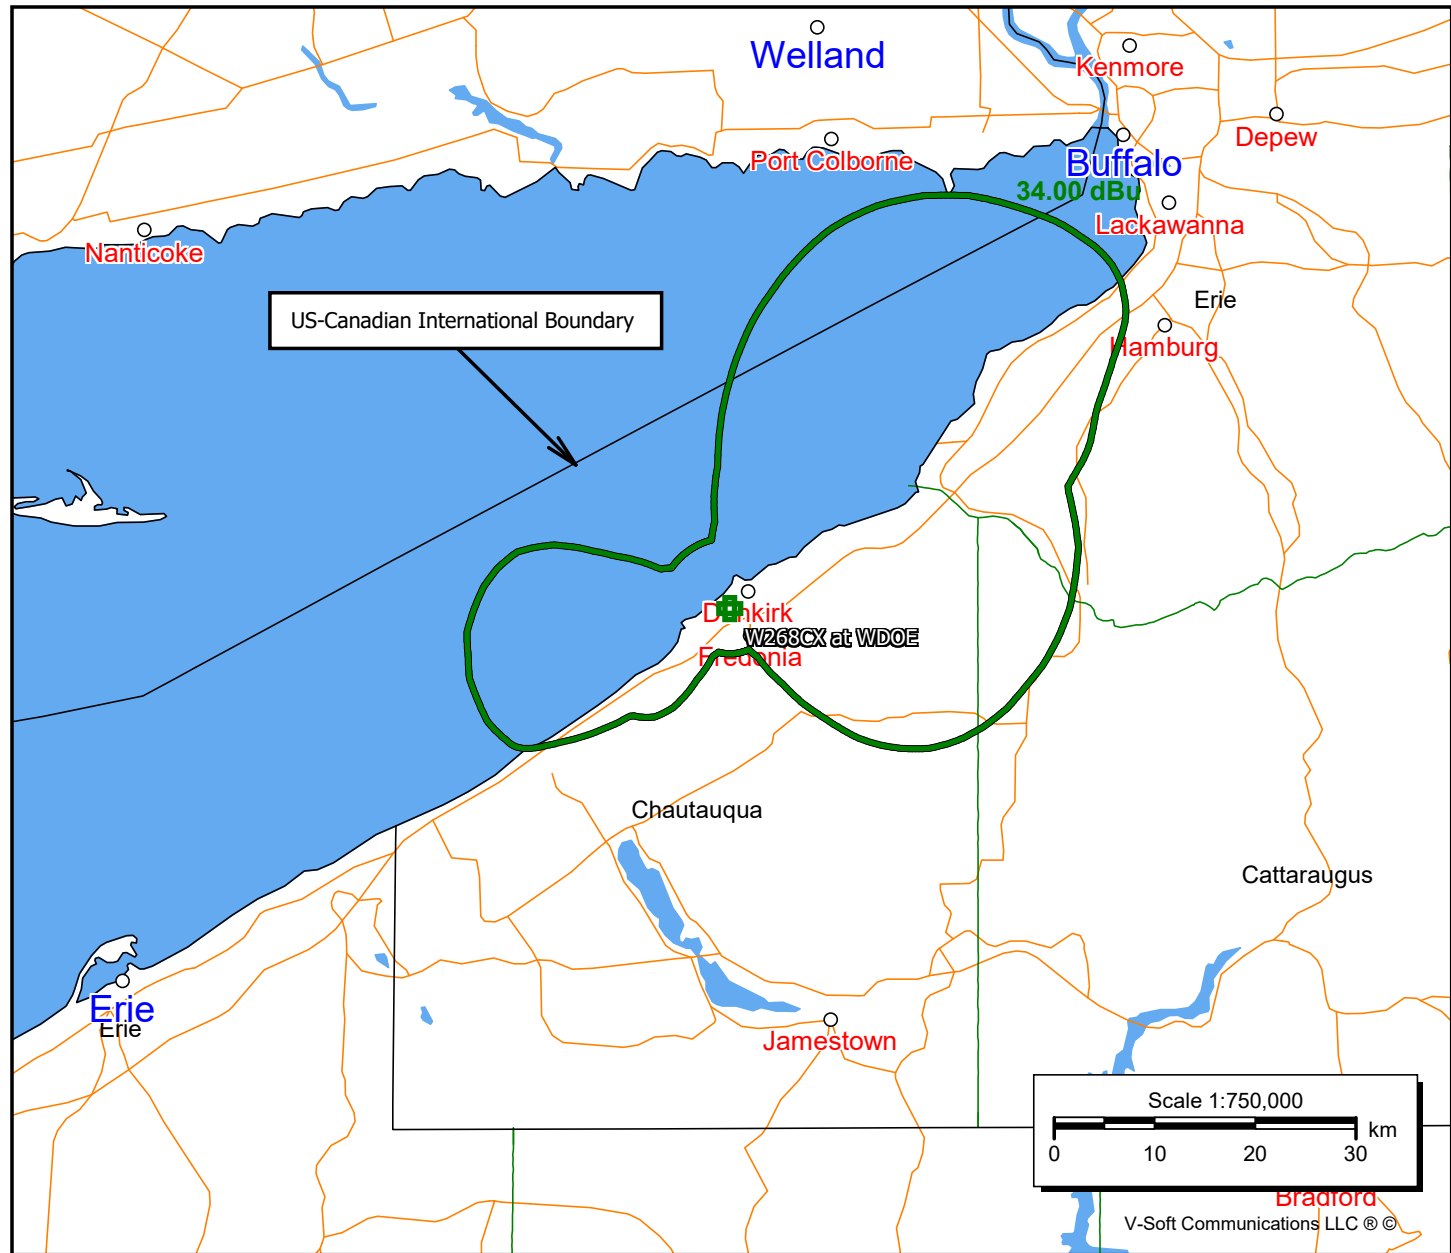 Welland
Kenmore
Depew
Port Colborne
Buffalo
34.00 dBu
Lackawanna
Nanticoke
Erie
US-Canadian International Boundary
Hamburg
Dunkirk
W268CX at WDOE
Fredonia
Chautauqua
Cattaraugus
Erie
Erie
Jamestown
Scale 1:750,000
km
0 10 20 30
Bradford
V-Soft Communications LLC ® ©